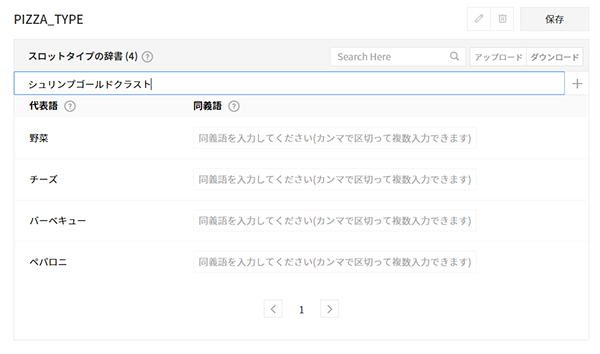 PIZZA_TYPE
保存
スロットタイプの辞書 (4) ?
Search Here
アップロード ダウンロード
シュリンプゴールドクラスト
代表語 ? 同義語 ?
野菜 同義語を入力してください(カンマで区切って複数入力できます)
チーズ 同義語を入力してください(カンマで区切って複数入力できます)
バーベキュー 同義語を入力してください(カンマで区切って複数入力できます)
ペパロニ 同義語を入力してください(カンマで区切って複数入力できます)
1